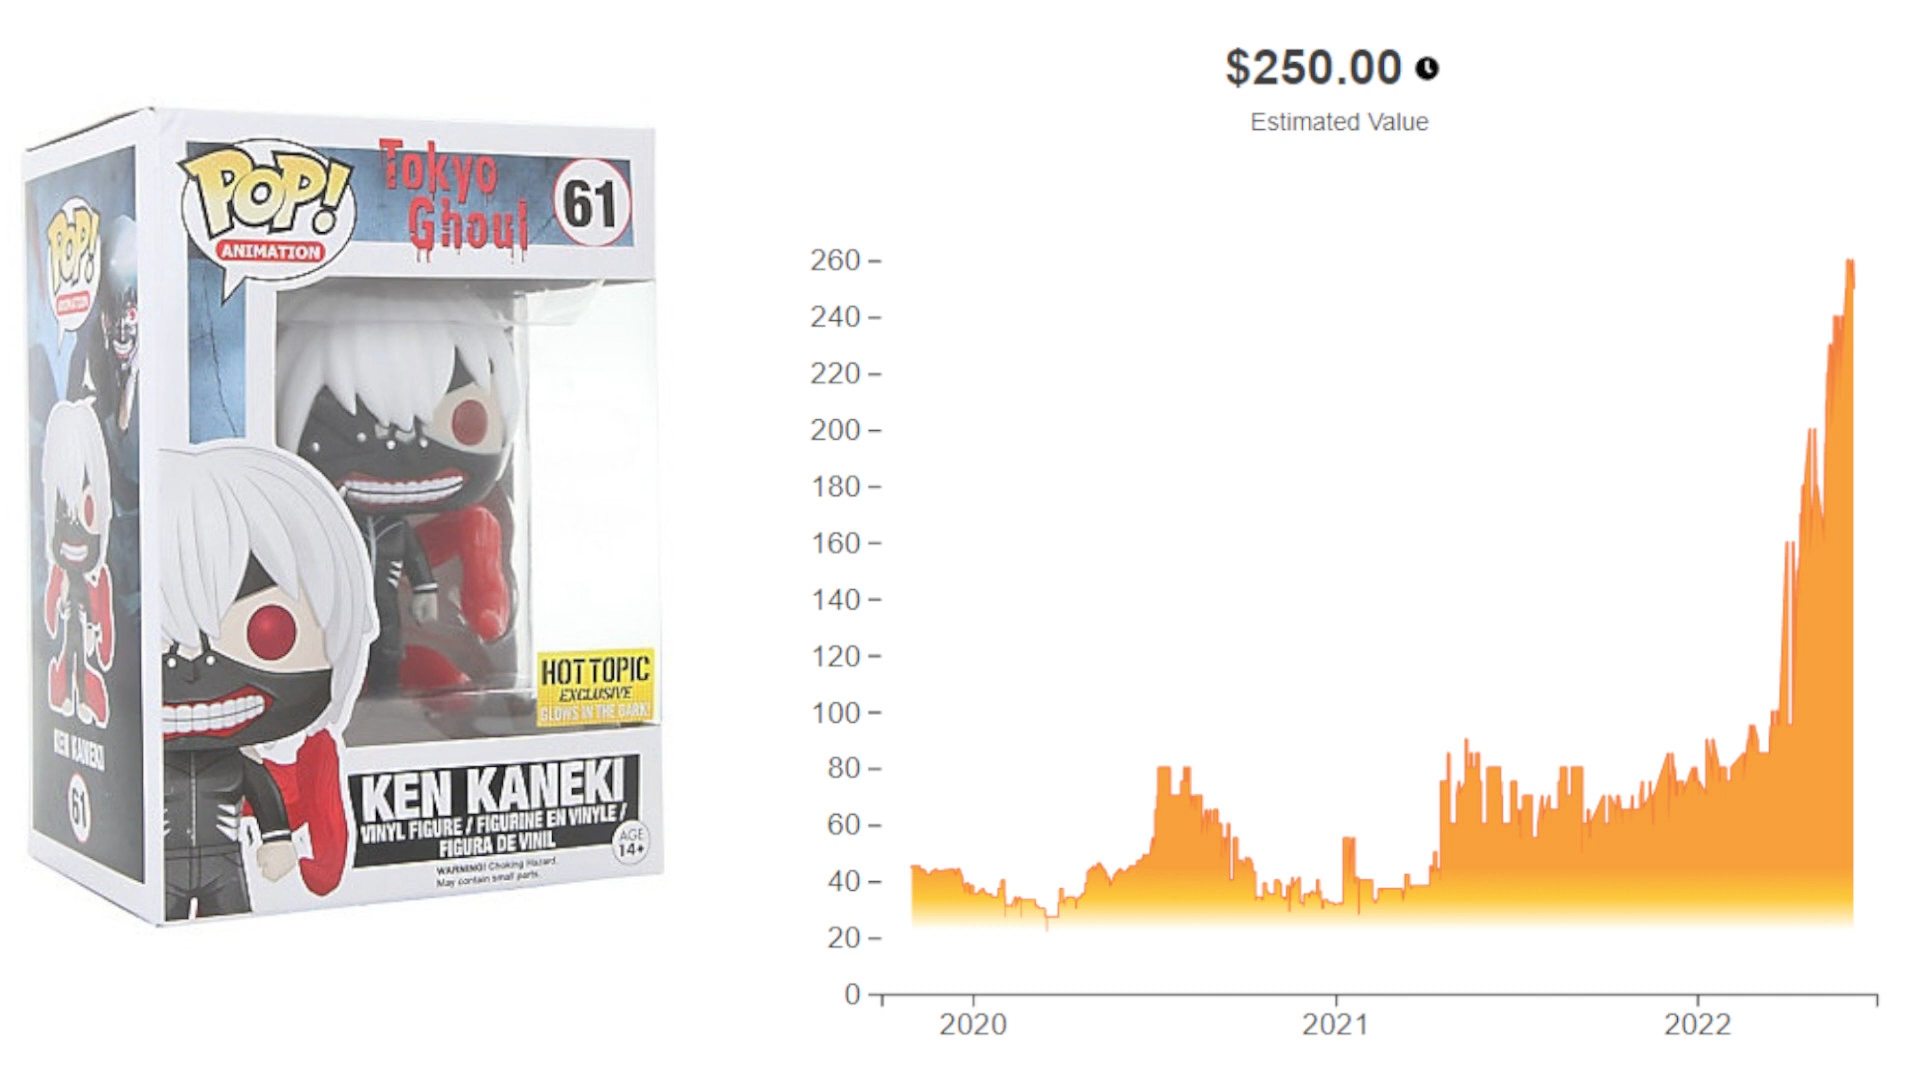 POP!
ANIMATION
Tokyo
Ghoul
61
POP!
ANIMATION
KEN KANEKI
61
HOT TOPIC
EXCLUSIVE
GLOWS IN THE DARK!
KEN KANEKI
VINYL FIGURE / FIGURINE EN VINYLE /
FIGURA DE VINIL
AGE
14+
WARNING! Choking Hazard.
May contain small parts.
$250.00
Estimated Value
260
240
220
200
180
160
140
120
100
80
60
40
20
0
2020
2021
2022